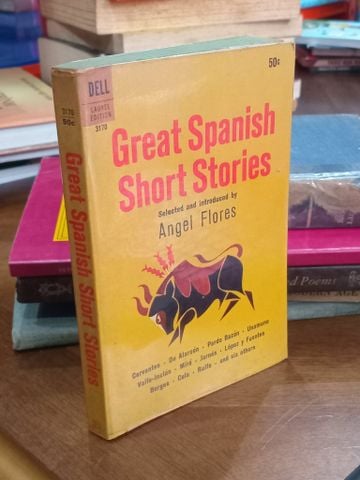 DELL
LAUREL
EDITION
3170
50c
Great Spanish
Short Stories
Selected and introduced by
Angel Flores
Cervantes · De Alarcón · Pardo Bazán · Unamuno
Valle-Inclán · Miró · Jarnés · López y Fuentes
Borges · Cela · Rulfo · and six others
3170
50c
Great Spanish Short Stories
Poems